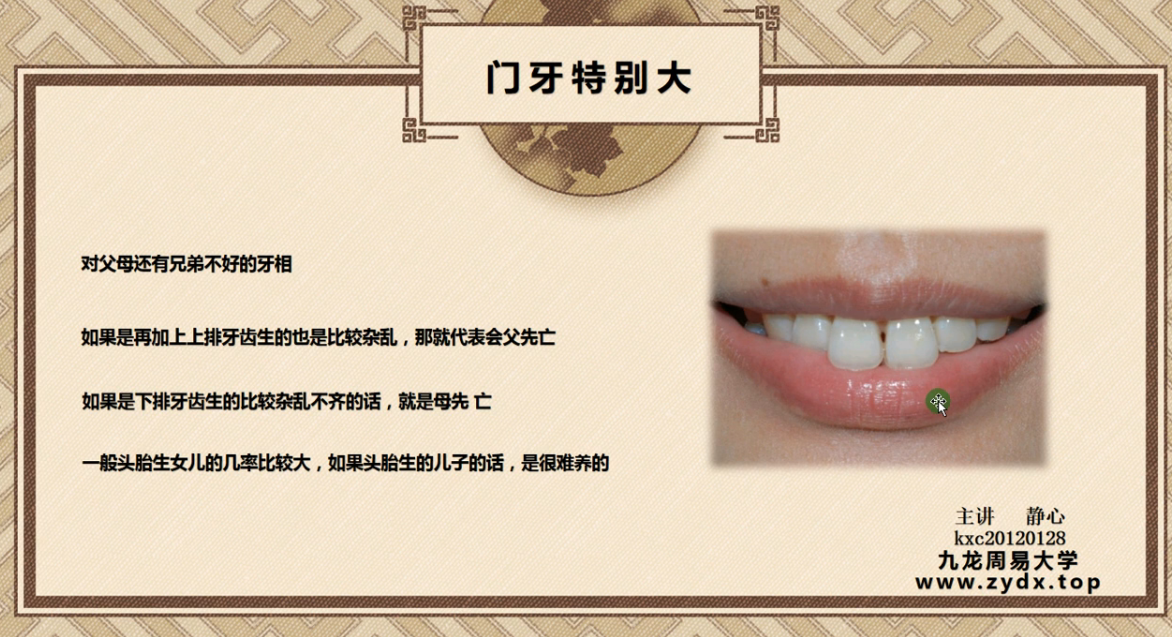 门牙特别大
对父母还有兄弟不好的牙相
如果是再加上上排牙齿生的也是比较杂乱，那就代表会父先亡
如果是下排牙齿生的比较杂乱不齐的话，就是母先 亡
一般头胎生女儿的几率比较大，如果头胎生的儿子的话，是很难养的
主讲 静心
kxc20120128
九龙周易大学
www.zydx.top